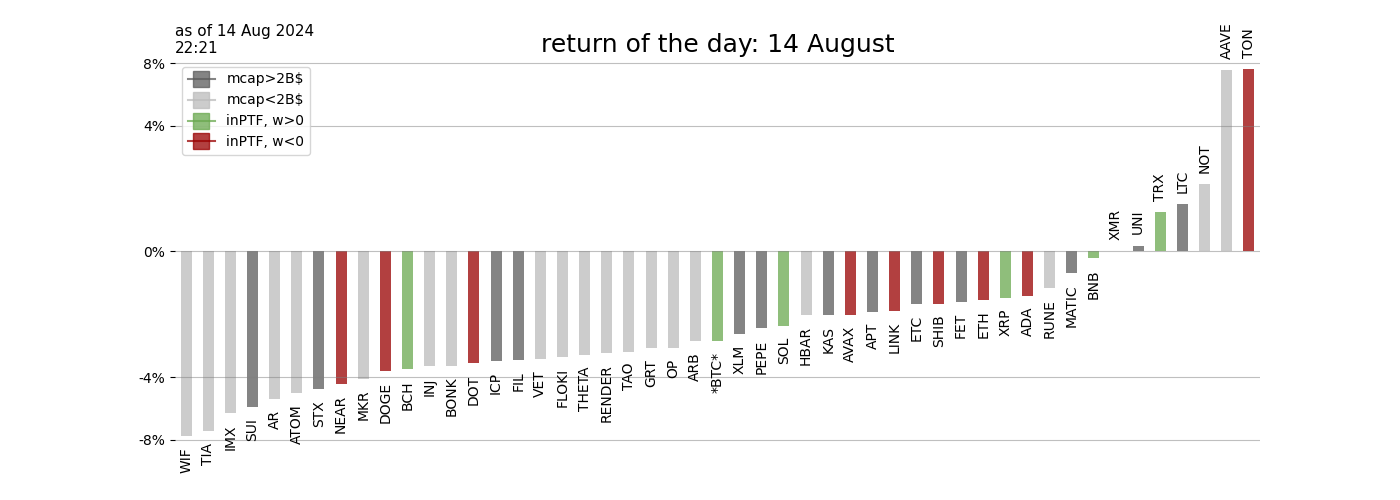 as of 14 Aug 2024
22:21
return of the day: 14 August
8%
4%
0%
-4%
-8%
mcap>2B$
mcap<2B$
inPTF, w>0
inPTF, w<0
WIF
TIA
IMX
SUI
AR
ATOM
STX
NEAR
MKR
DOGE
BCH
INJ
BONK
DOT
ICP
FIL
VET
FLOKI
THETA
RENDER
TAO
GRT
OP
ARB
*BTC*
XLM
PEPE
SOL
HBAR
KAS
AVAX
APT
LINK
ETC
SHIB
FET
ETH
XRP
ADA
RUNE
MATIC
BNB
XMR
UNI
TRX
LTC
NOT
AAVE
TON